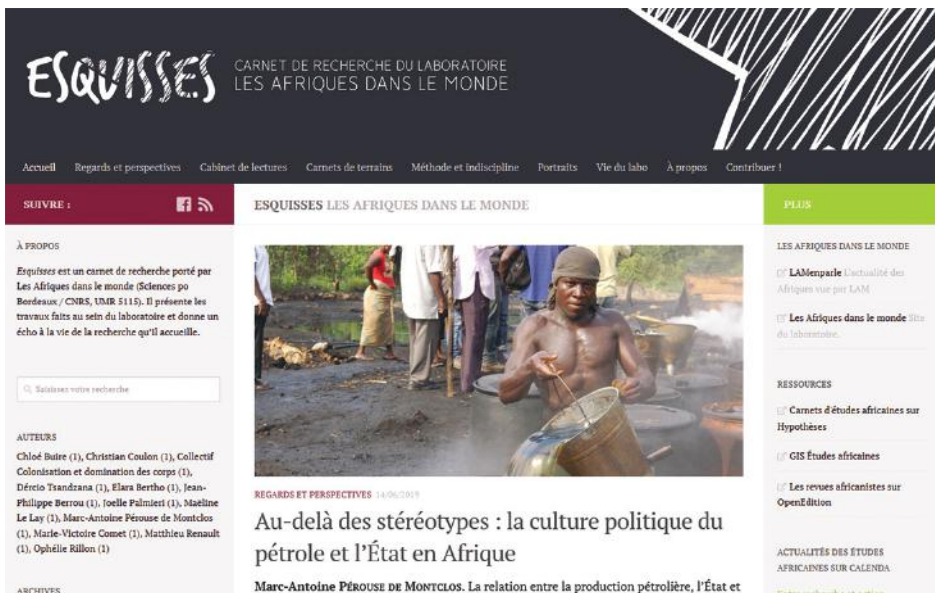 ESQUISSES
CARNET DE RECHERCHE DU LABORATOIRE
LES AFRIQUES DANS LE MONDE
Accueil Regards et perspectives Cabinet de lectures Carnets de terrains Méthode et indiscipline Portraits Vie du labo À propos Contribuer !
SUIVRE :
À PROPOS
Esquisses est un carnet de recherche porté par
Les Afriques dans le monde (Sciences po
Bordeaux / CNRS, UMR 5115). Il présente les
travaux faits au sein du laboratoire et donne un
écho à la vie de la recherche qu'il accueille.
Saisissez votre recherche
AUTEURS
Chloé Buire (1), Christian Coulon (1), Collectif
Colonisation et domination des corps (1),
Dércio Tsandzana (1), Elara Bertho (1), Jean-
Philippe Berrou (1), Joelle Palmieri (1), Maëline
Le Lay (1), Marc-Antoine Pérouse de Montclos
(1), Marie-Victoire Comet (1), Matthieu Renault
(1), Ophélie Rillon (1)
ARCHIVES
ESQUISSES LES AFRIQUES DANS LE MONDE
REGARDS ET PERSPECTIVES 14/06/2019
Au-delà des stéréotypes : la culture politique du
pétrole et l'État en Afrique
Marc-Antoine PÉROUSE DE MONTCLOS. La relation entre la production pétrolière, l'État et
PLUS
LES AFRIQUES DANS LE MONDE
LAMenparle L'actualité des
Afriques vue par LAM
Les Afriques dans le monde Site
du laboratoire.
RESSOURCES
Carnets d'études africaines sur
Hypothèses
GIS Études africaines
Les revues africanistes sur
OpenEdition
ACTUALITÉS DES ÉTUDES
AFRICAINES SUR CALENDA